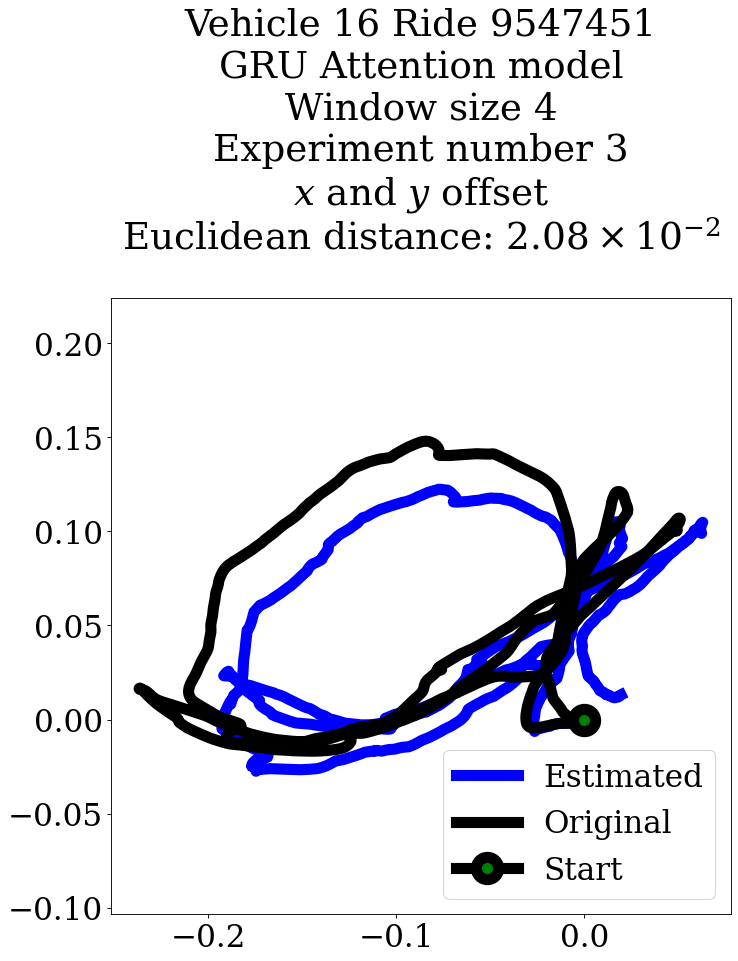 Vehicle 16 Ride 9547451
GRU Attention model
Window size 4
Experiment number 3
x and y offset
Euclidean distance: 2.08 × 10⁻²
0.20
0.15
0.10
0.05
0.00
−0.05
−0.10
Estimated
Original
Start
−0.2
−0.1
0.0